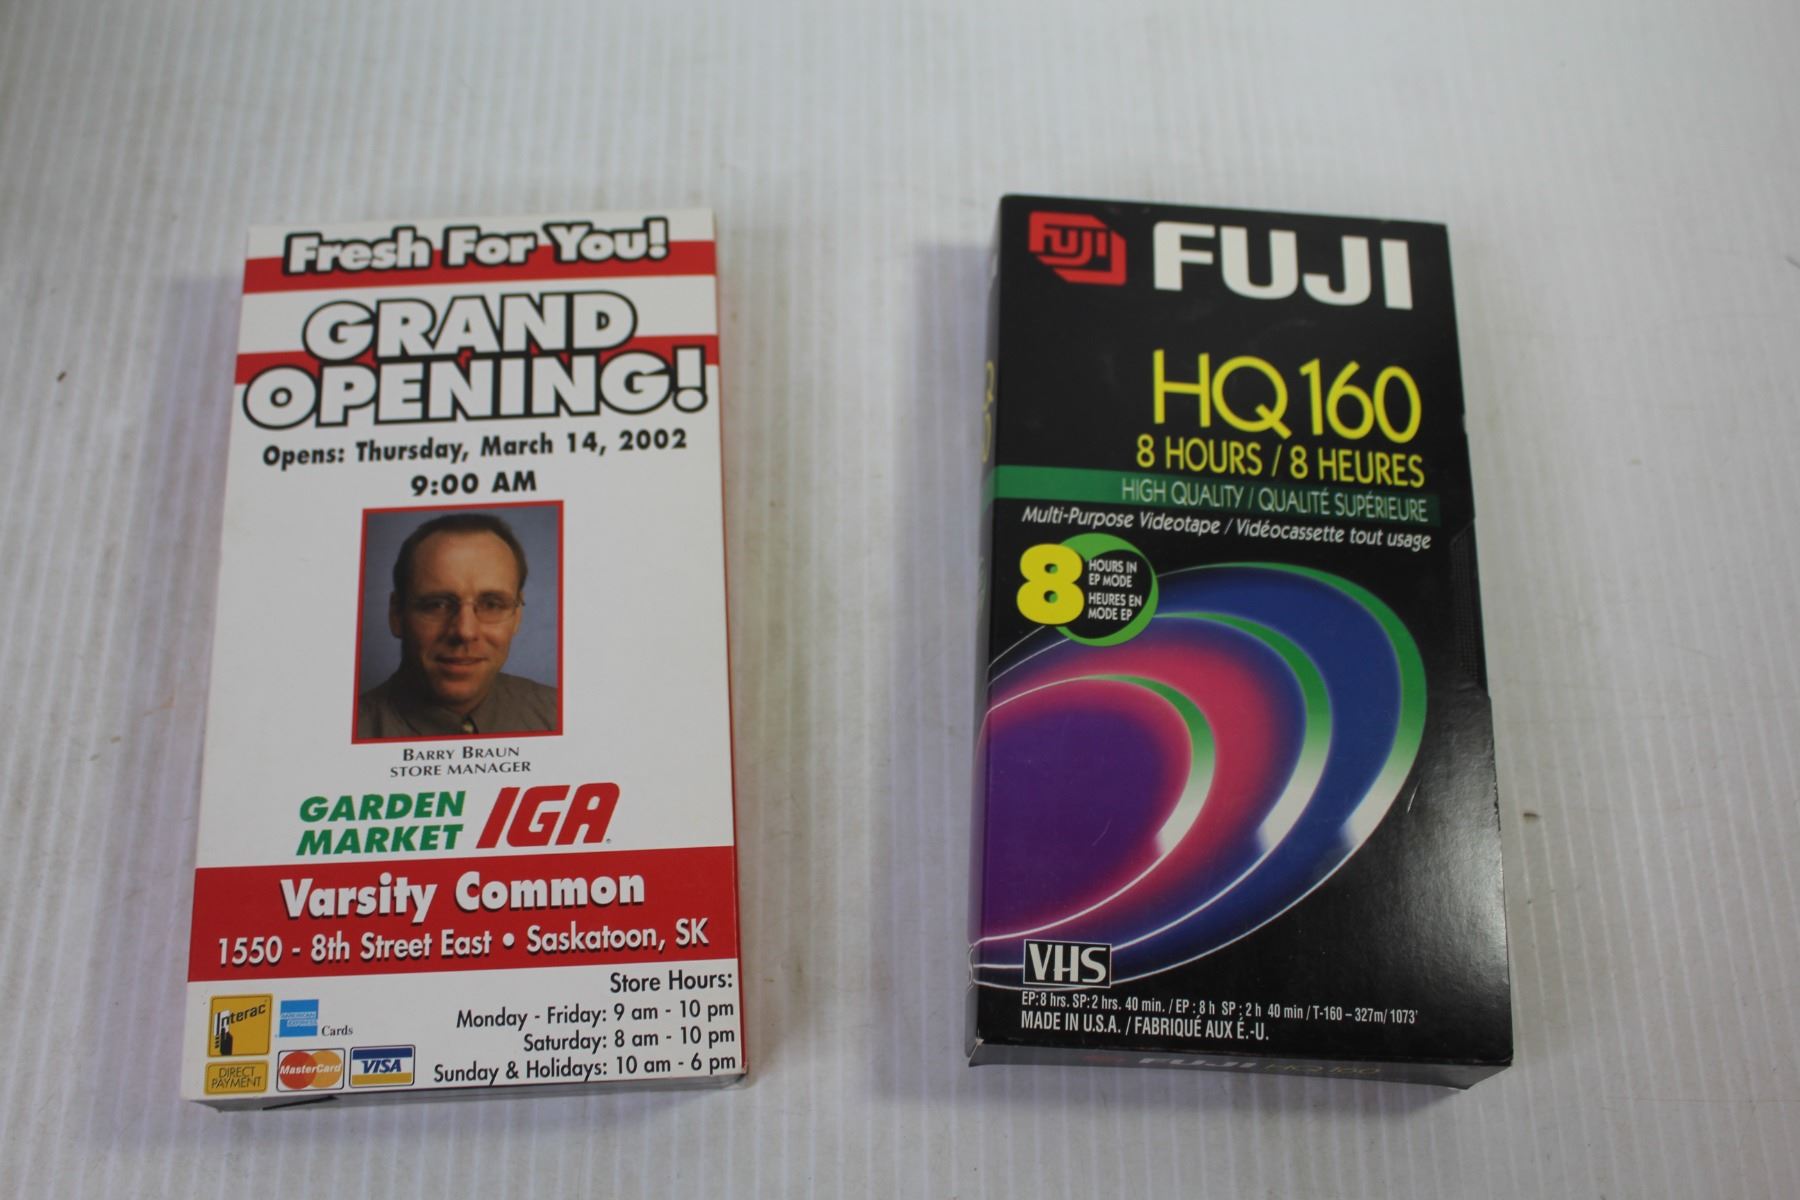 Fresh For You!
GRAND
OPENING!
Opens: Thursday, March 14, 2002
9:00 AM
BARRY BRAUN
STORE MANAGER
GARDEN
MARKET IGA
Varsity Common
1550 - 8th Street East • Saskatoon, SK
Store Hours:
Monday - Friday: 9 am - 10 pm
Saturday: 8 am - 10 pm
Sunday & Holidays: 10 am - 6 pm
Interac
AMERICAN
EXPRESS
Cards
DIRECT
PAYMENT
MasterCard
VISA
FUJI
FUJI
HQ 160
8 HOURS / 8 HEURES
HIGH QUALITY / QUALITÉ SUPÉRIEURE
Multi-Purpose Videotape / Vidéocassette tout usage
8 HOURS IN
EP MODE
HEURES EN
MODE EP
VHS
EP: 8 hrs. SP: 2 hrs. 40 min. / EP : 8 h SP : 2 h 40 min / T-160 – 327m/ 1073'
MADE IN U.S.A. / FABRIQUÉ AUX É.-U.
FUJI HQ 160